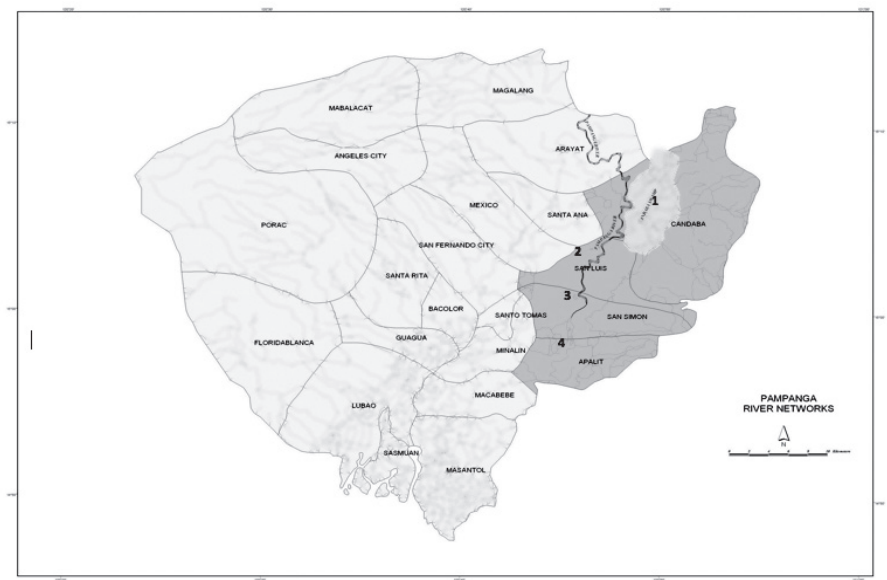 MAGALANG
MABALACAT
ARAYAT
ANGELES CITY
1
MEXICO
SANTA ANA
PORAC
CANDABA
SAN FERNANDO CITY
2
SAN LUIS
SANTA RITA
3
BACOLOR
SANTO TOMAS
SAN SIMON
GUAGUA
FLORIDABLANCA
4
MINALIN
APALIT
MACABEBE
LUBAO
PAMPANGA
RIVER NETWORKS
N
SASMUAN
MASANTOL